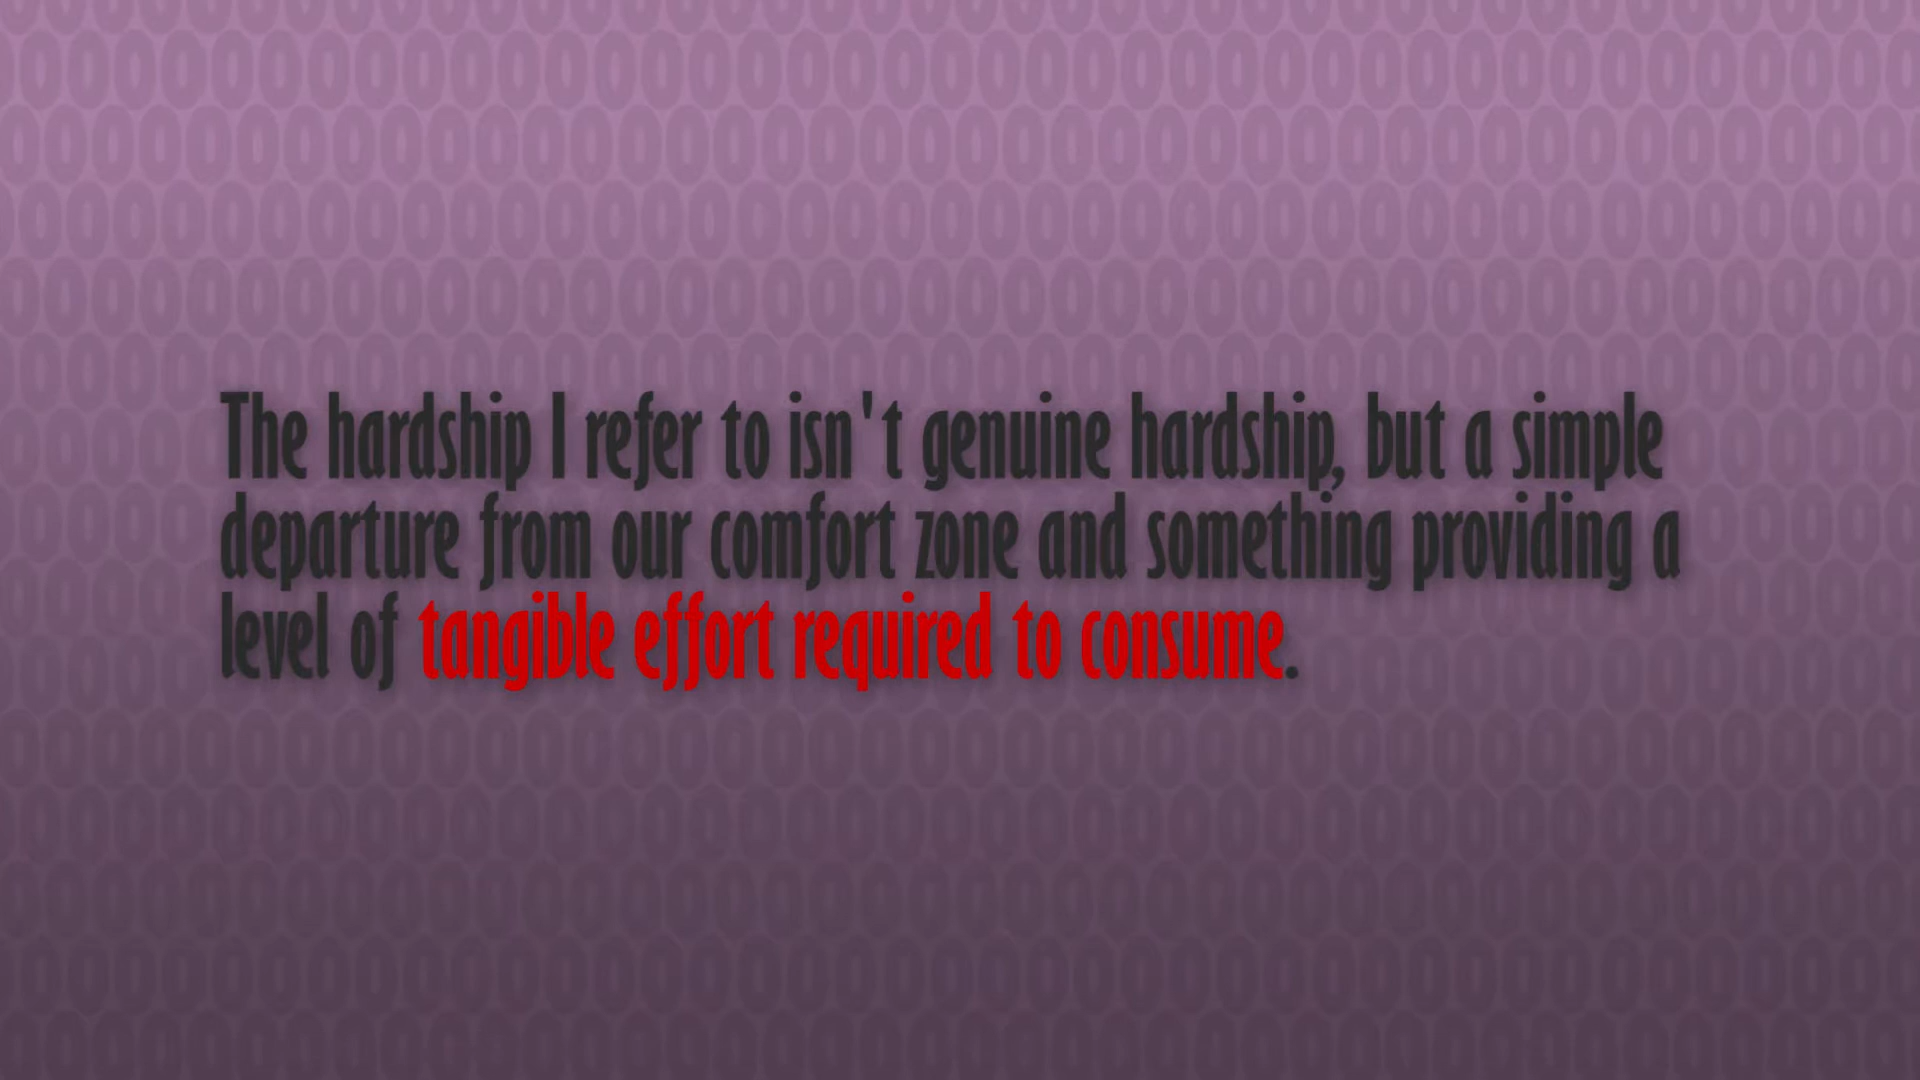 The hardship I refer to isn't genuine hardship, but a simple
departure from our comfort zone and something providing a
level of tangible effort required to consume.